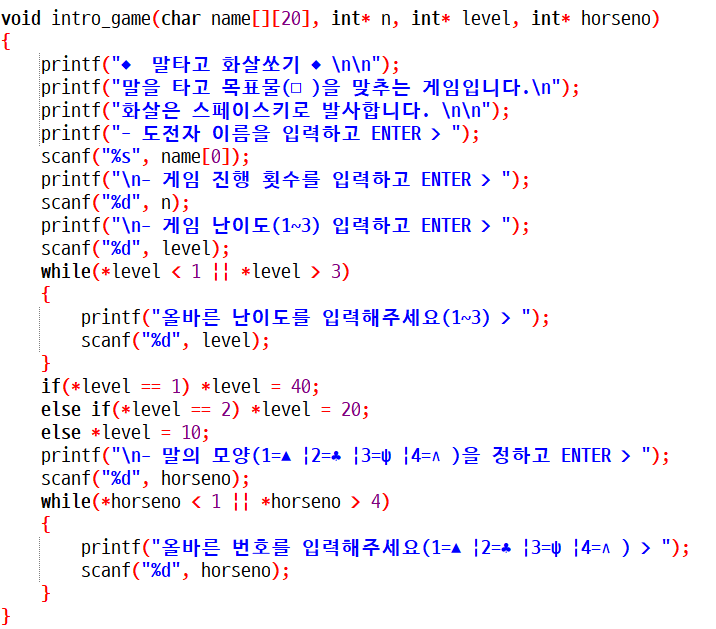 void intro_game(char name[][20], int* n, int* level, int* horseno)
{
    printf("◆  말타고 화살쏘기 ◆ \n\n");
    printf("말을 타고 목표물(□ )을 맞추는 게임입니다.\n");
    printf("화살은 스페이스키로 발사합니다. \n\n");
    printf("- 도전자 이름을 입력하고 ENTER > ");
    scanf("%s", name[0]);
    printf("\n- 게임 진행 횟수를 입력하고 ENTER > ");
    scanf("%d", n);
    printf("\n- 게임 난이도(1~3) 입력하고 ENTER > ");
    scanf("%d", level);
    while(*level < 1 || *level > 3)
    {
        printf("올바른 난이도를 입력해주세요(1~3) > ");
        scanf("%d", level);
    }
    if(*level == 1) *level = 40;
    else if(*level == 2) *level = 20;
    else *level = 10;
    printf("\n- 말의 모양(1=▲ |2=♣ |3=ψ |4=∧ )을 정하고 ENTER > ");
    scanf("%d", horseno);
    while(*horseno < 1 || *horseno > 4)
    {
        printf("올바른 번호를 입력해주세요(1=▲ |2=♣ |3=ψ |4=∧ ) > ");
        scanf("%d", horseno);
    }
}